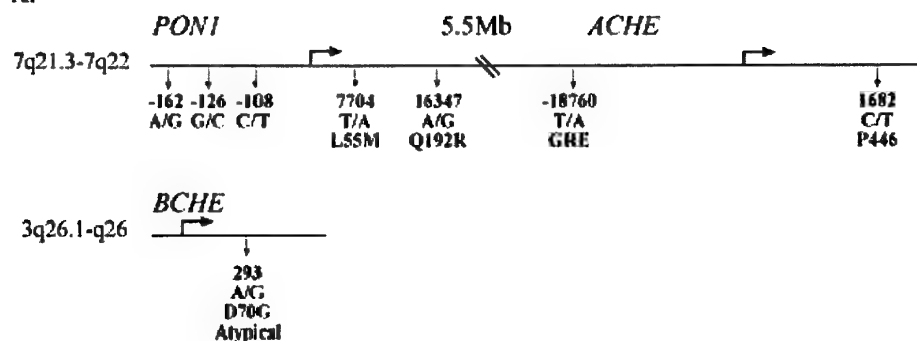 PON1 5.5Mb ACHE
7q21.3-7q22
-162 -126 -108 7704 16347 -18760 1682
A/G G/C C/T T/A A/G T/A C/T
L55M Q192R GRE P446
BCHE
3q26.1-q26
293
A/G
D70G
Atypical